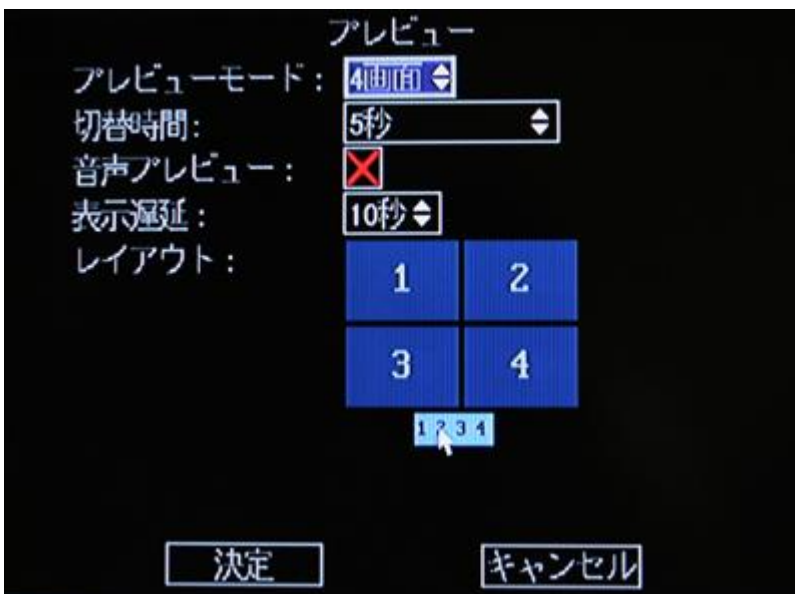 プレビュー
プレビューモード: 4画面
切替時間: 5秒
音声プレビュー:
表示遅延: 10秒
レイアウト:
1 2
3 4
1 2 3 4
決定 キャンセル